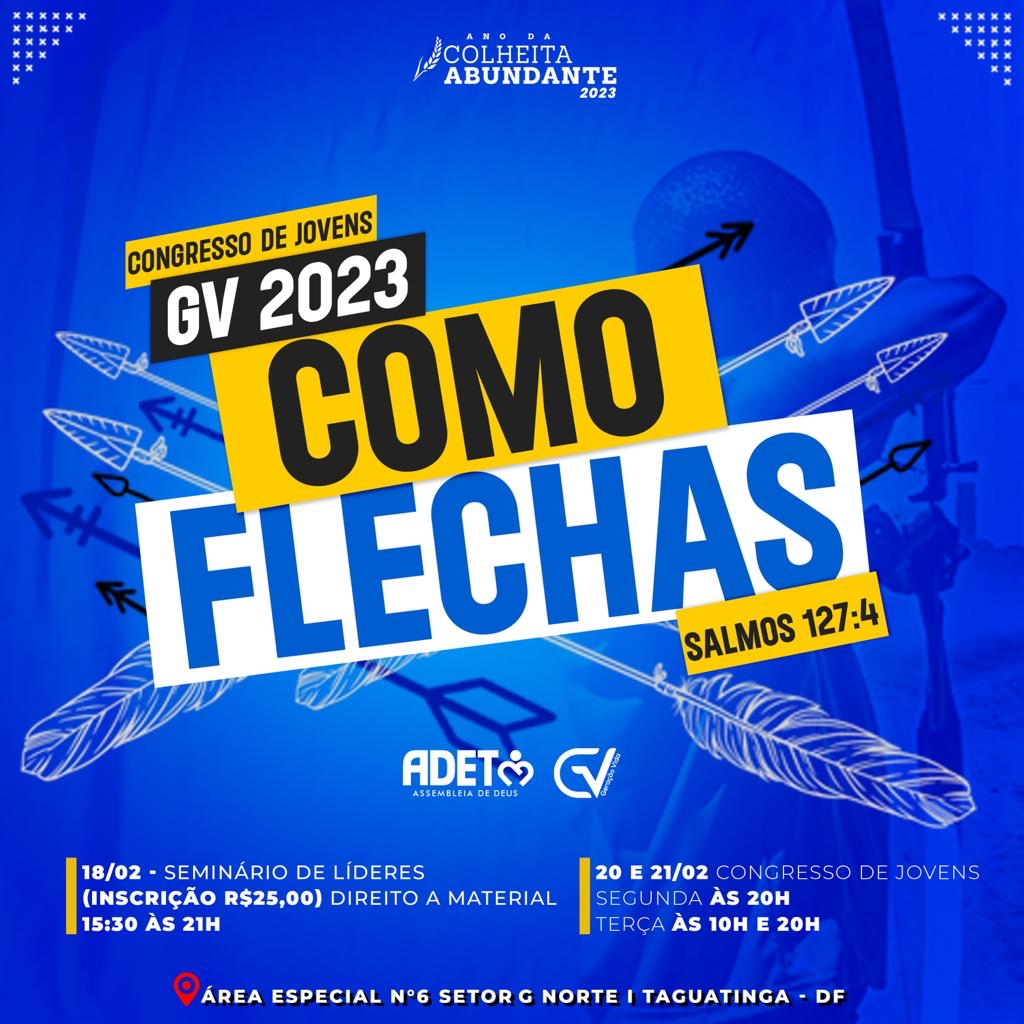 ANO DA
COLHEITA
ABUNDANTE
2023
CONGRESSO DE JOVENS
GV 2023
COMO
FLECHAS
SALMOS 127:4
ADET
ASSEMBLEIA DE DEUS
GV
Geração Vida
18/02 - SEMINÁRIO DE LÍDERES
(INSCRIÇÃO R$25,00) DIREITO A MATERIAL
15:30 ÀS 21H
20 E 21/02 CONGRESSO DE JOVENS
SEGUNDA ÀS 20H
TERÇA ÀS 10H E 20H
ÁREA ESPECIAL N°6 SETOR G NORTE | TAGUATINGA - DF